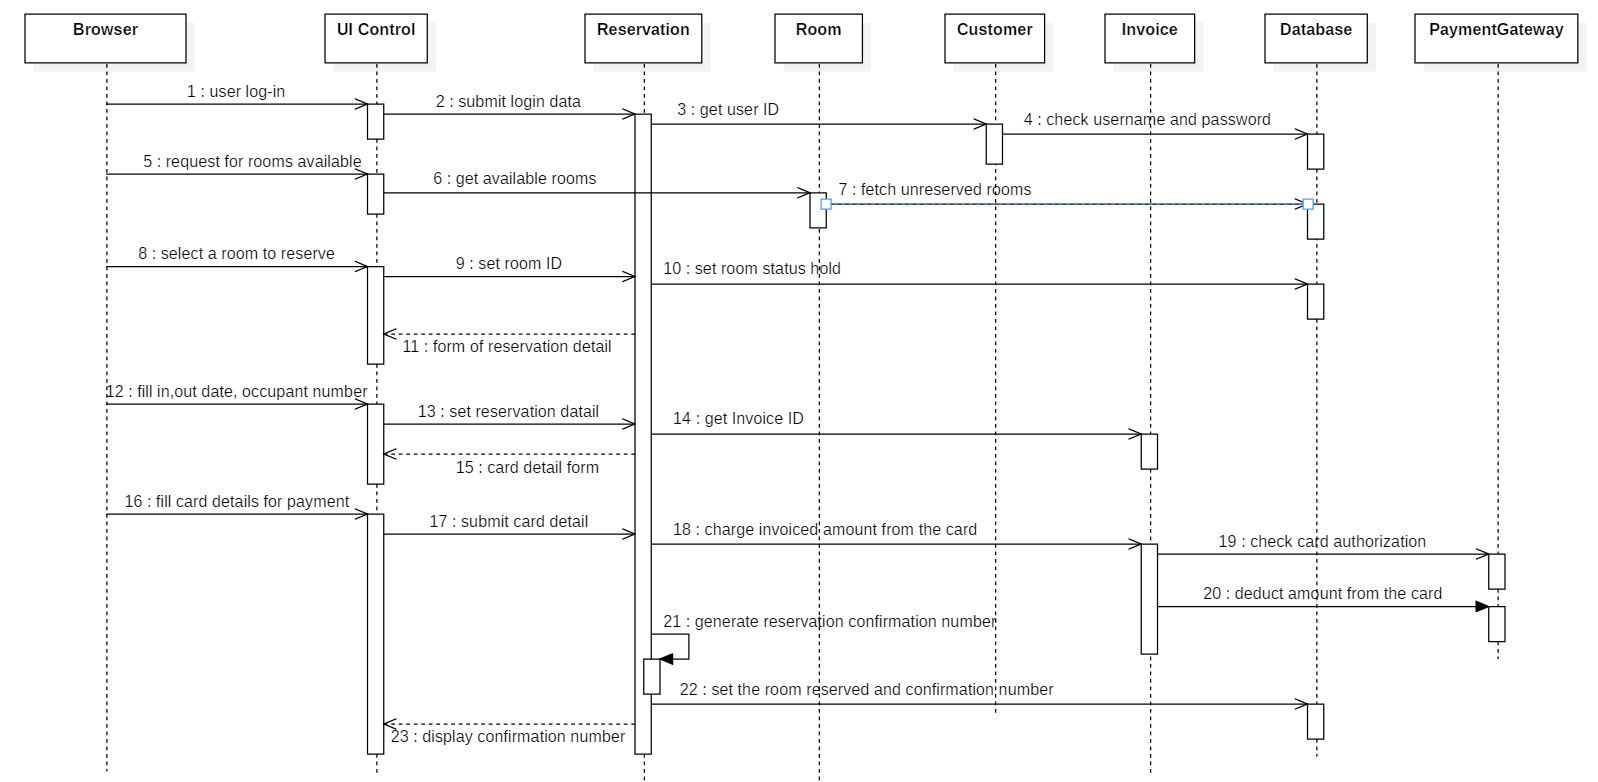 Browser
UI Control
Reservation
Room
Customer
Invoice
Database
PaymentGateway
1 : user log-in
2 : submit login data
3 : get user ID
4 : check username and password
5 : request for rooms available
6 : get available rooms
7 : fetch unreserved rooms
8 : select a room to reserve
9 : set room ID
10 : set room status hold
11 : form of reservation detail
12 : fill in,out date, occupant number
13 : set reservation datail
14 : get Invoice ID
15 : card detail form
16 : fill card details for payment
17 : submit card detail
18 : charge invoiced amount from the card
19 : check card authorization
20 : deduct amount from the card
21 : generate reservation confirmation number
22 : set the room reserved and confirmation number
23 : display confirmation number